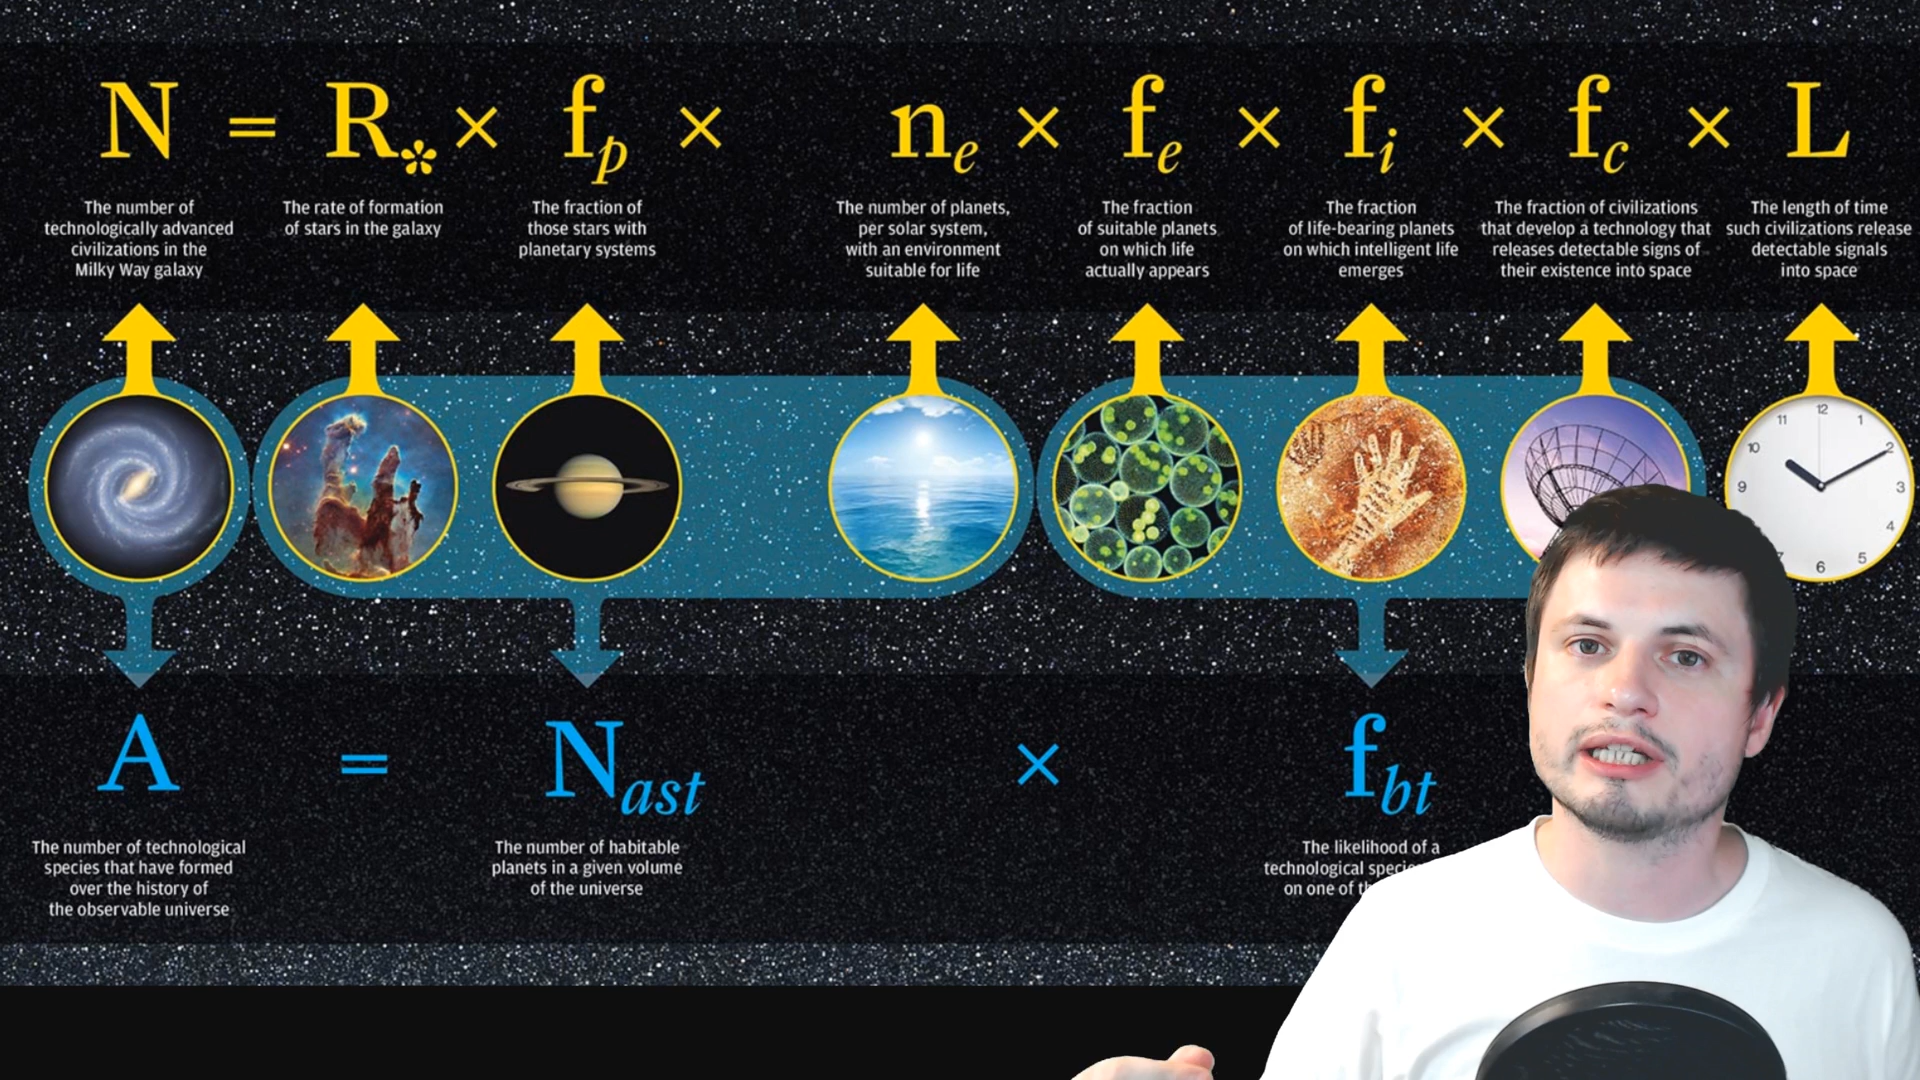 N = R* × fp × ne × fe × fi × fc × L
The number of
technologically advanced
civilizations in the
Milky Way galaxy
The rate of formation
of stars in the galaxy
The fraction of
those stars with
planetary systems
The number of planets,
per solar system,
with an environment
suitable for life
The fraction
of suitable planets
on which life
actually appears
The fraction
of life-bearing planets
on which intelligent life
emerges
The fraction of civilizations
that develop a technology that
releases detectable signs of
their existence into space
The length of time
such civilizations release
detectable signals
into space
12
11 1
10 2
9 3
4
5
6
A = Nast × fbt
The number of technological
species that have formed
over the history of
the observable universe
The number of habitable
planets in a given volume
of the universe
The likelihood of a
technological
on one of